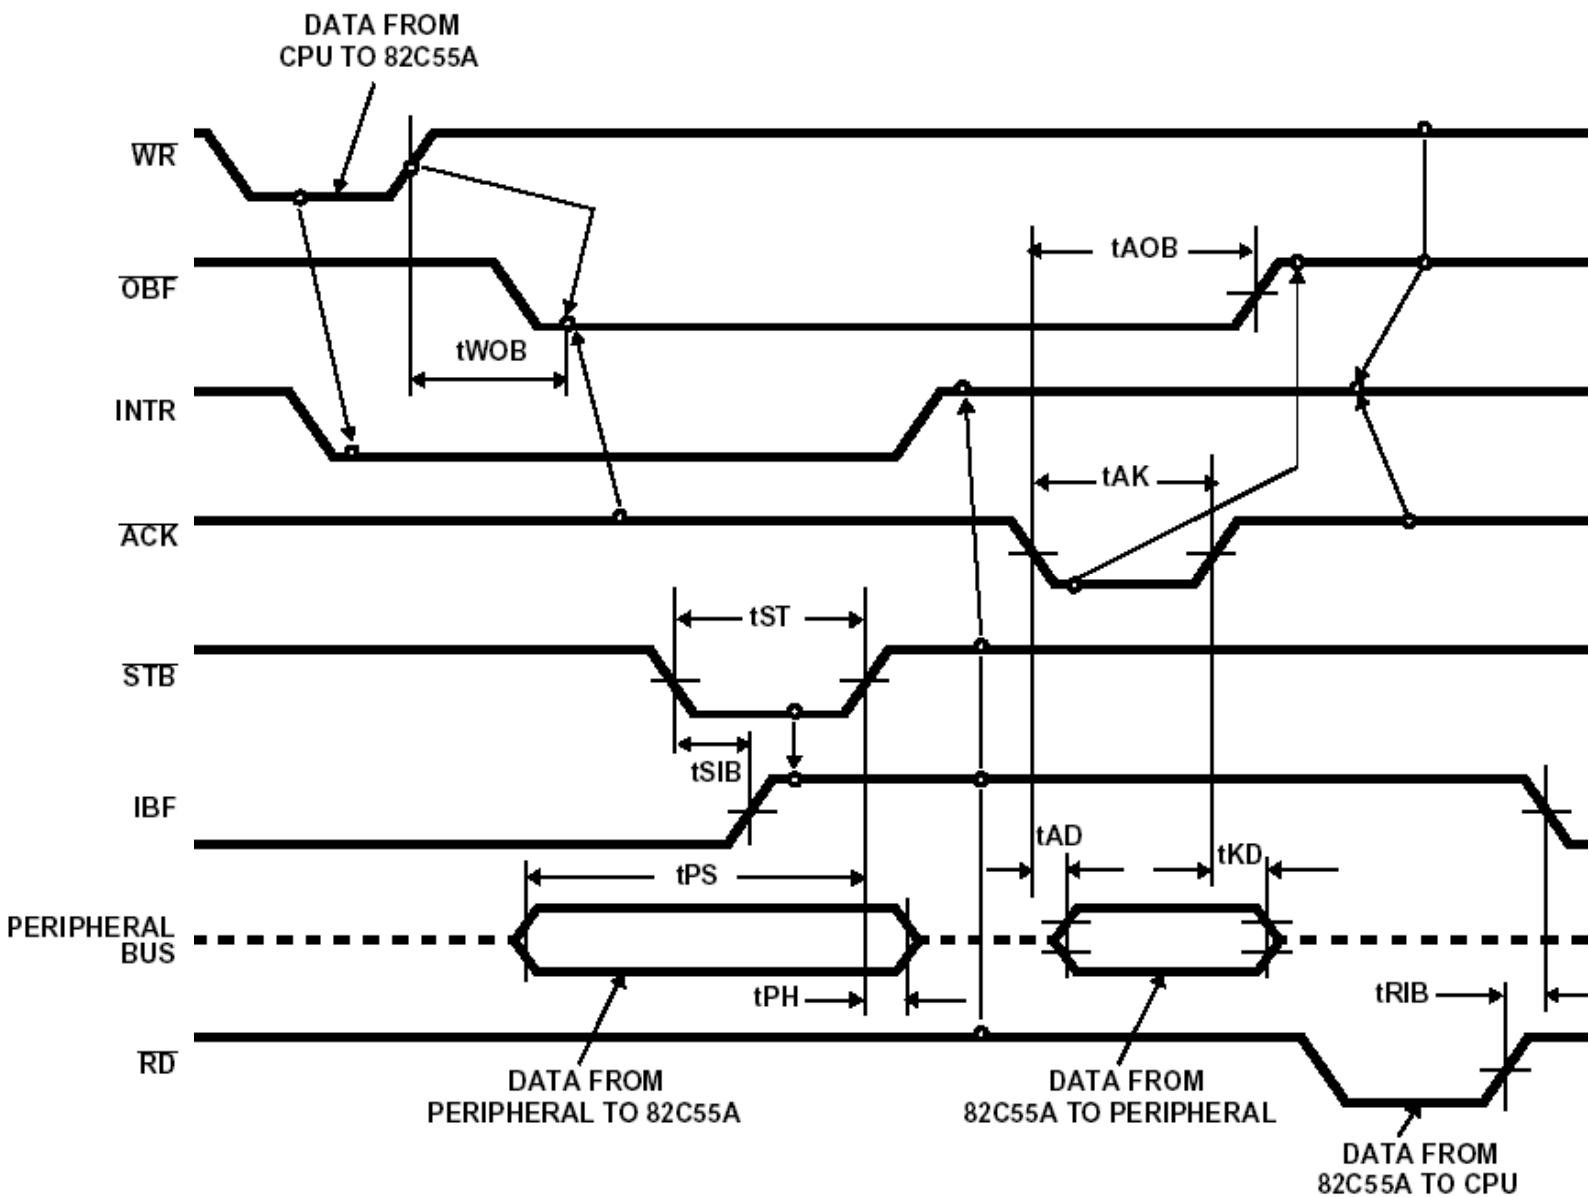 DATA FROM
CPU TO 82C55A
WR
tAOB
OBF
tWOB
INTR
tAK
ACK
tST
STB
tSIB
IBF
tAD
tKD
tPS
PERIPHERAL
BUS
tPH
tRIB
RD
DATA FROM
PERIPHERAL TO 82C55A
DATA FROM
82C55A TO PERIPHERAL
DATA FROM
82C55A TO CPU